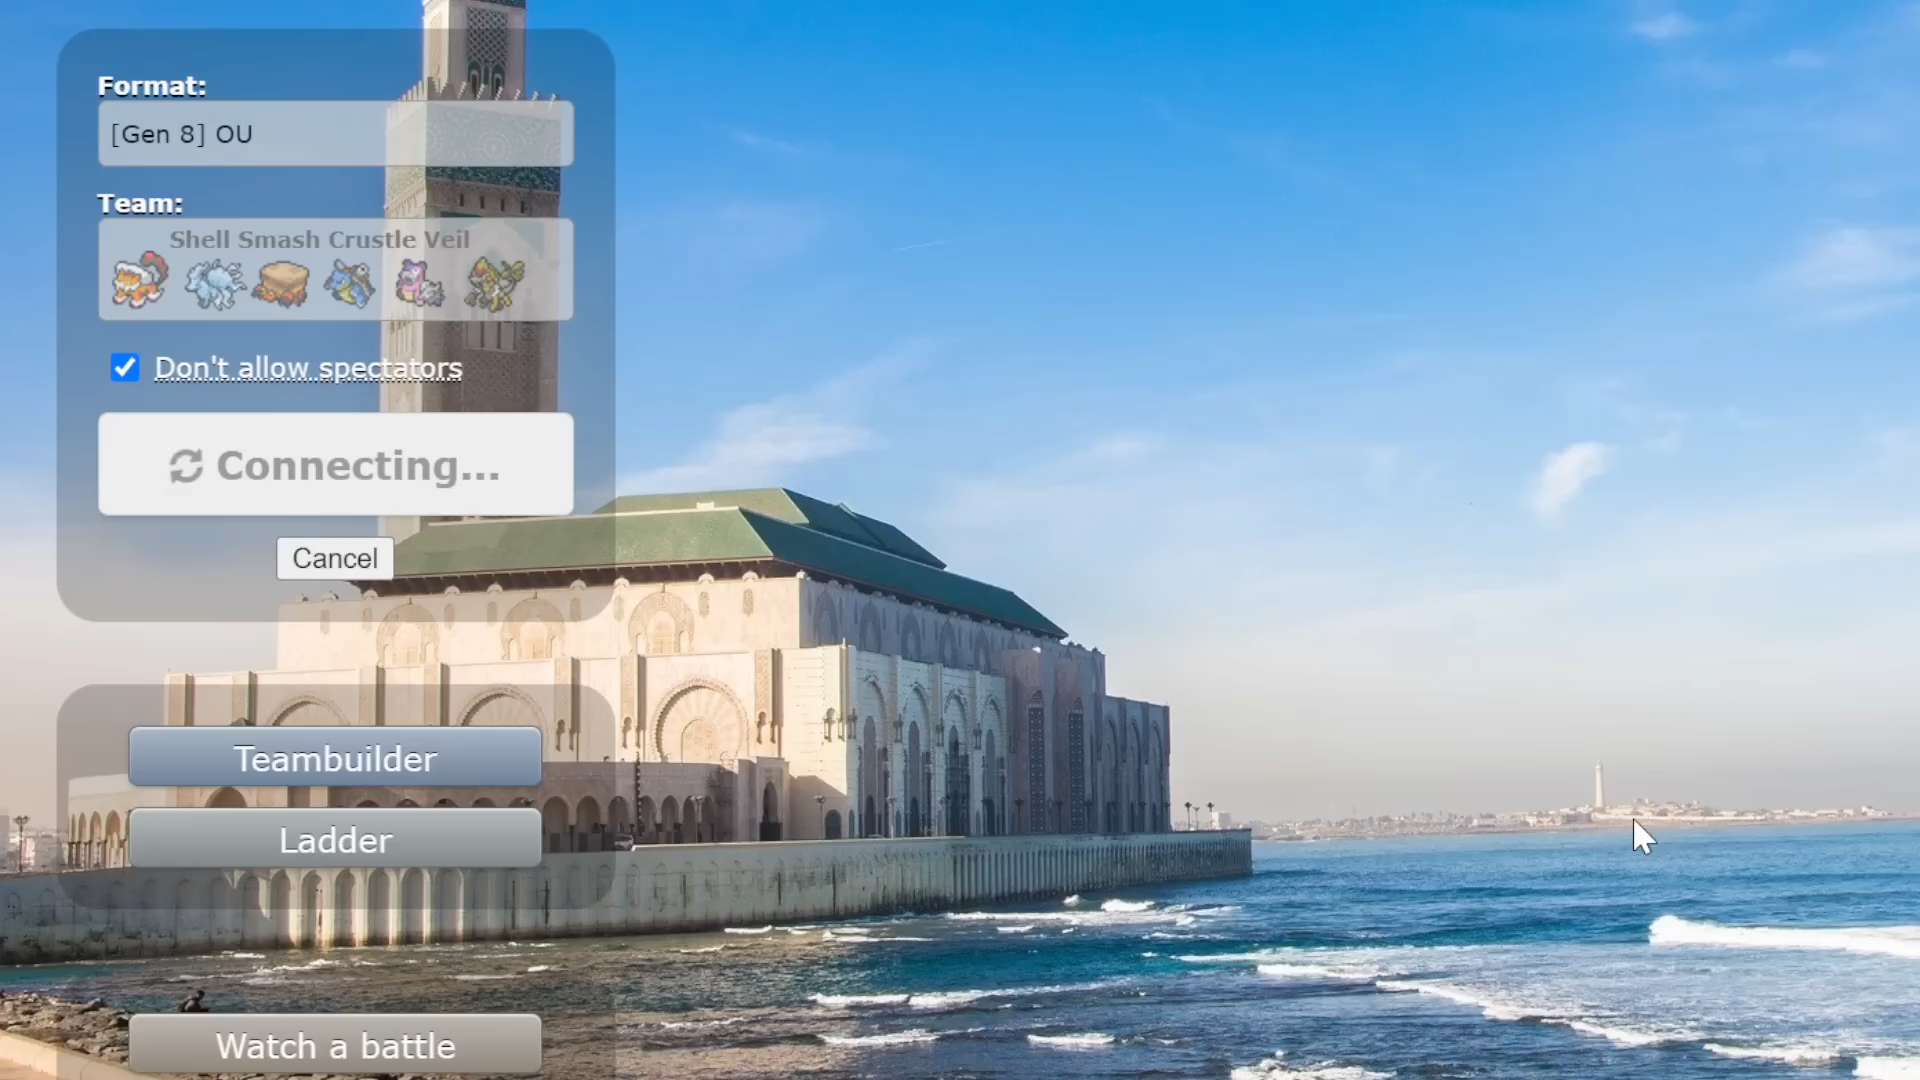 Format:
[Gen 8] OU
Team:
Shell Smash Crustle Veil
Don't allow spectators
Connecting...
Cancel
Teambuilder
Ladder
Watch a battle